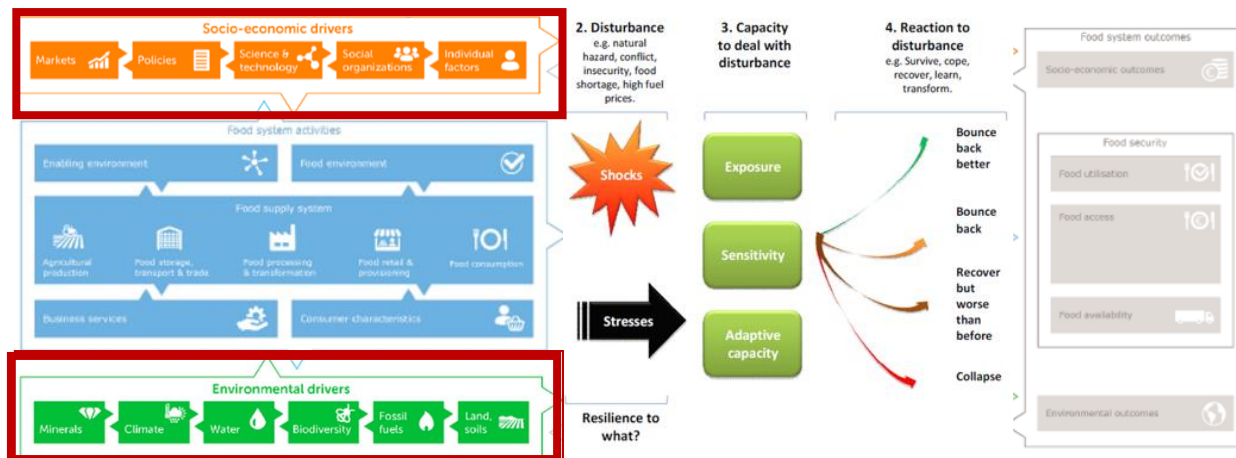 Socio-economic drivers
Markets
Policies
Science &
technology
Social
organizations
Individual
factors
Food system activities
Enabling environment
Food environment
Food supply system
Agricultural
production
Food storage,
transport & trade
Food processing
& transformation
Food retail &
provisioning
Food consumption
Business services
Consumer characteristics
Environmental drivers
Minerals
Climate
Water
Biodiversity
Fossil
fuels
Land,
soils
2. Disturbance
e.g. natural
hazard, conflict,
insecurity, food
shortage, high fuel
prices.
Shocks
Stresses
Resilience to
what?
3. Capacity
to deal with
disturbance
Exposure
Sensitivity
Adaptive
capacity
4. Reaction to
disturbance
e.g. Survive, cope,
recover, learn,
transform.
Bounce
back
better
Bounce
back
Recover
but
worse
than
before
Collapse
Food system outcomes
Socio-economic outcomes
Food security
Food utilisation
Food access
Food availability
Environmental outcomes